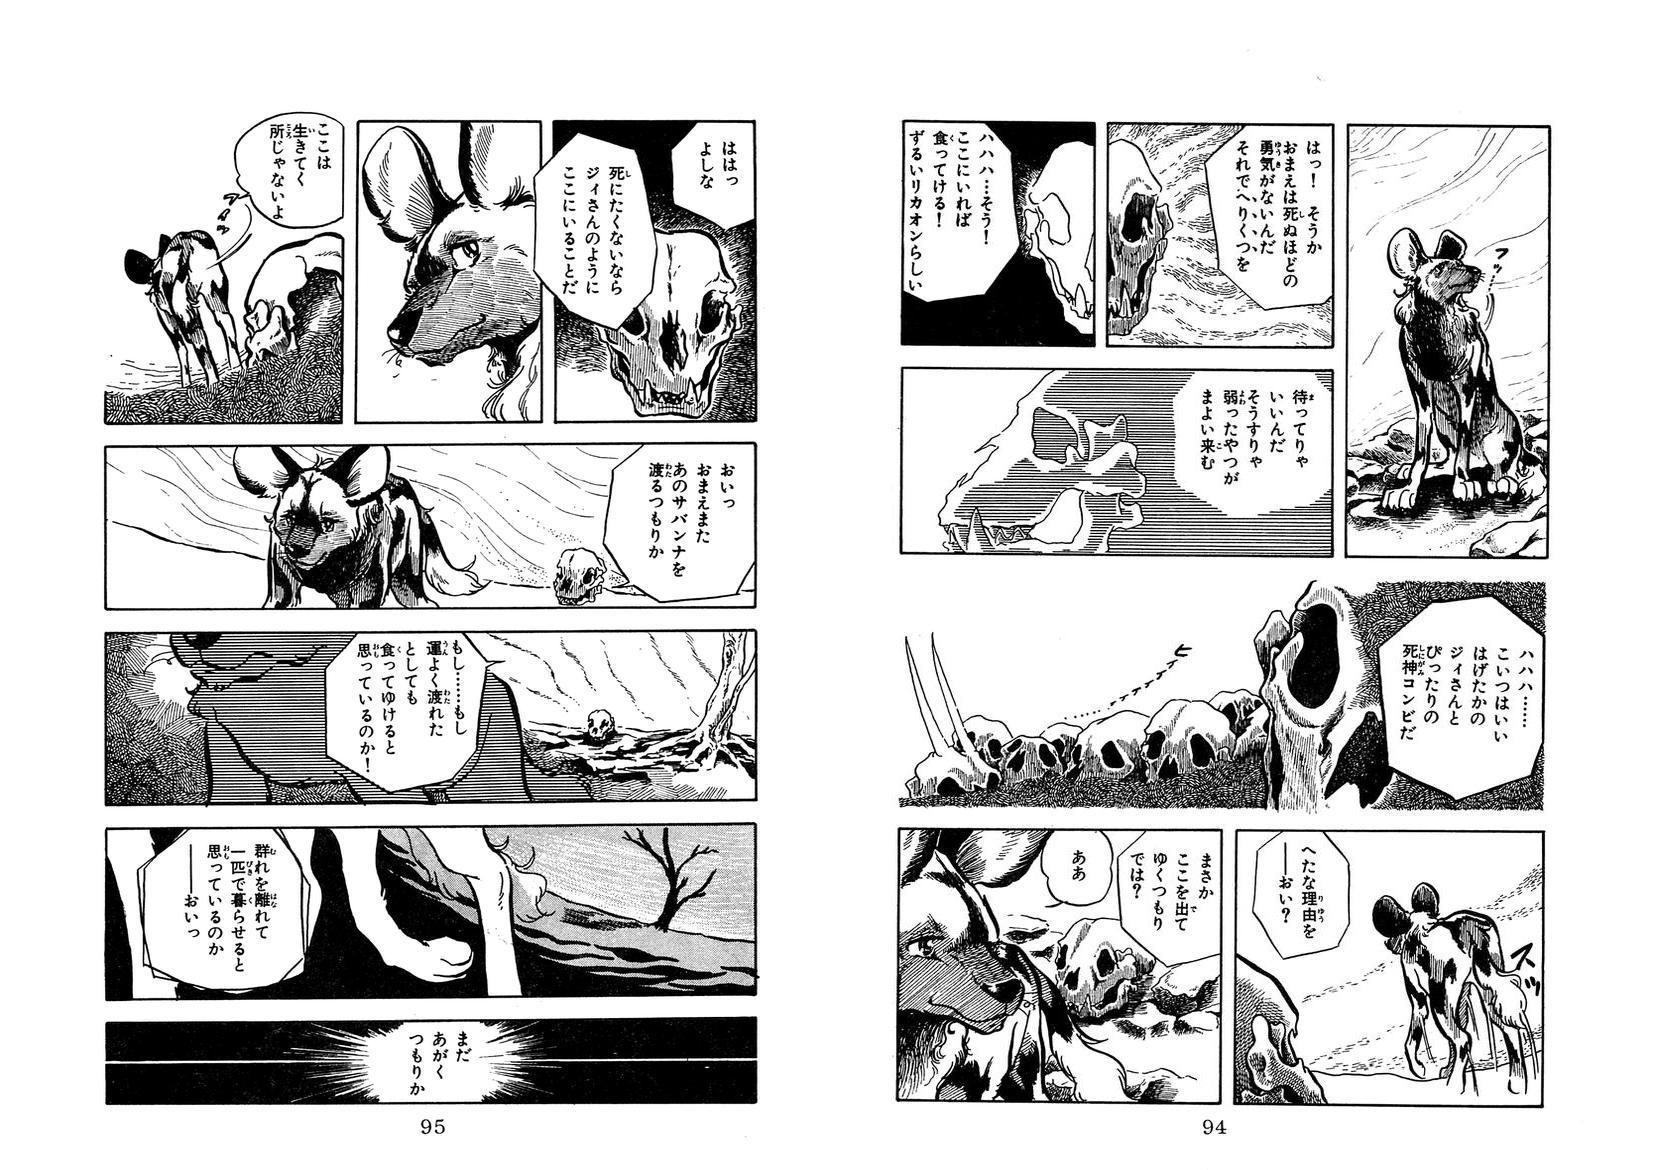 フッ
はっ！　そうか
おまえは死ぬほどの
勇気がないんだ
それでへりくつを
ハハハ…そう！
ここにいれば
食ってける！
ずるいリカオンらしい
待ってりゃ
いいんだ
そうすりゃ
弱ったやつが
まよい来む
ハハハ……
こいつはいい
はげたかの
ジィさんと
ぴったりの
死神コンビだ
ヒ
へたな理由を
──おい？
スッ
まさか
ここを出て
ゆくつもり
では？
ああ
94
ははっ
よしな
死にたくないなら
ジィさんのように
ここにいることだ
ここは
生きてく
所じゃないよ
おいっ
おまえまた
あのサバンナを
渡るつもりか
もし……もし
運よく渡れた
としても
食ってゆけると
思っているのか！
群れを離れて
一匹で暮らせると
思っているのか
──おいっ
まだ
あがく
つもりか
95